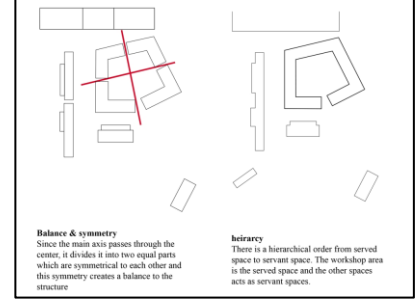 Balance & symmetry
Since the main axis passes through the
center, it divides it into two equal parts
which are symmetrical to each other and
this symmetry creates a balance to the
structure
heirarcy
There is a hierarchical order from served
space to servant space. The workshop area
is the served space and the other spaces
acts as servant spaces.